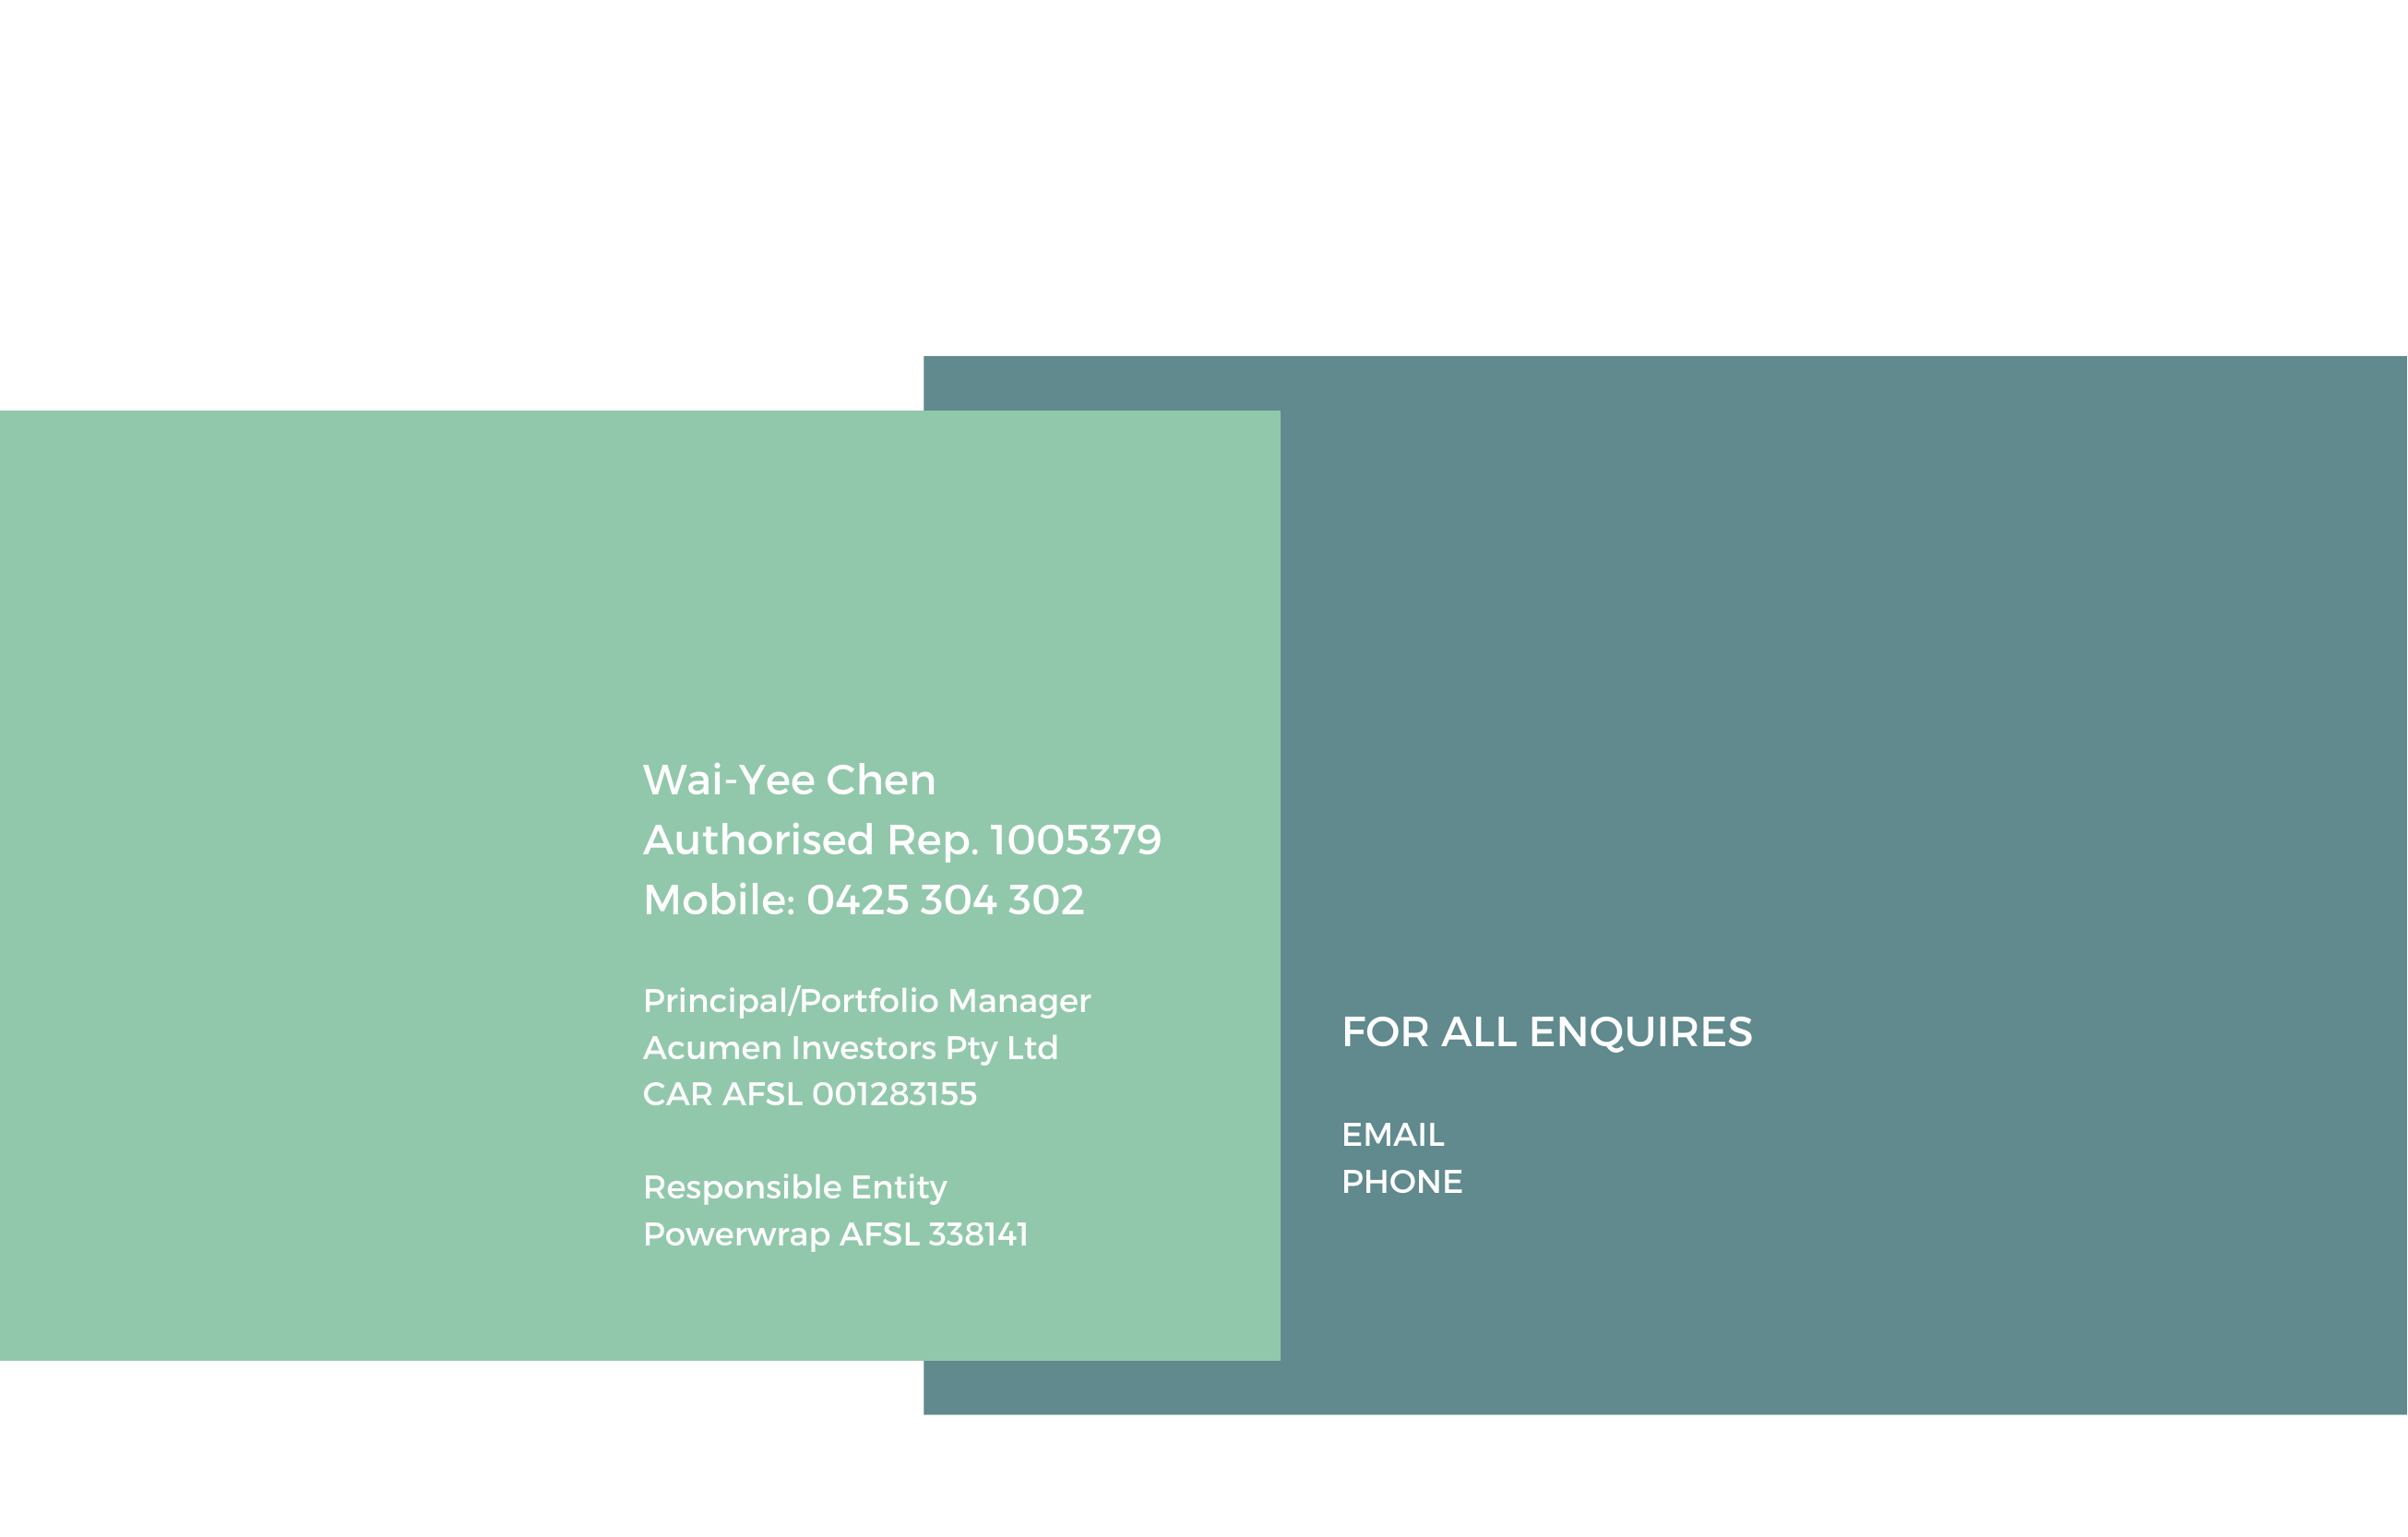 Wai-Yee Chen
Authorised Rep. 1005379
Mobile: 0425 304 302
Principal/Portfolio Manager
Acumen Investors Pty Ltd
CAR AFSL 001283155
Responsible Entity
Powerwrap AFSL 338141
FOR ALL ENQUIRES
EMAIL
PHONE